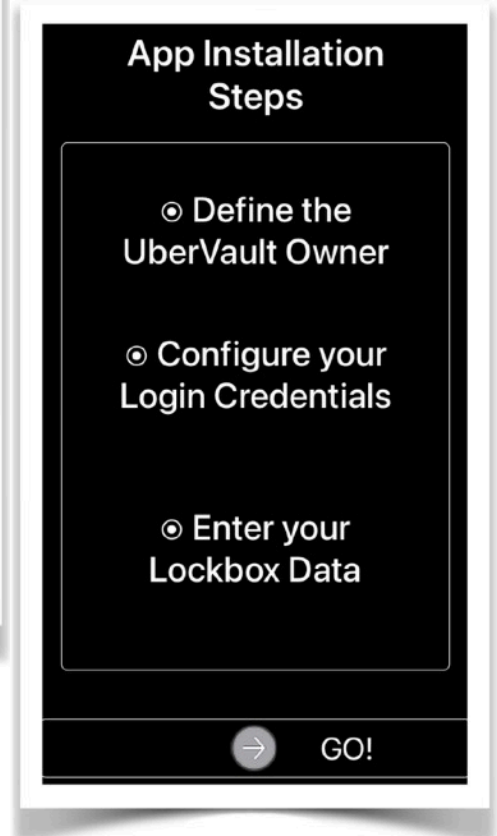 App Installation
Steps
⦿ Define the
UberVault Owner
⦿ Configure your
Login Credentials
⦿ Enter your
Lockbox Data
→ GO!